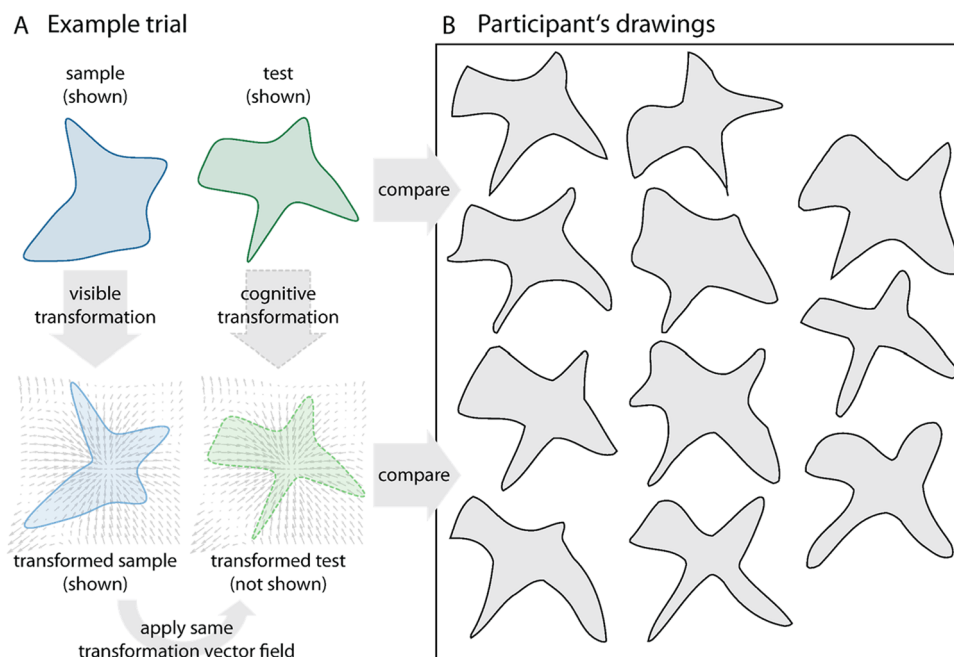 A Example trial
B Participant‘s drawings
sample
(shown)
test
(shown)
compare
visible
transformation
cognitive
transformation
compare
transformed sample
(shown)
transformed test
(not shown)
apply same
transformation vector field